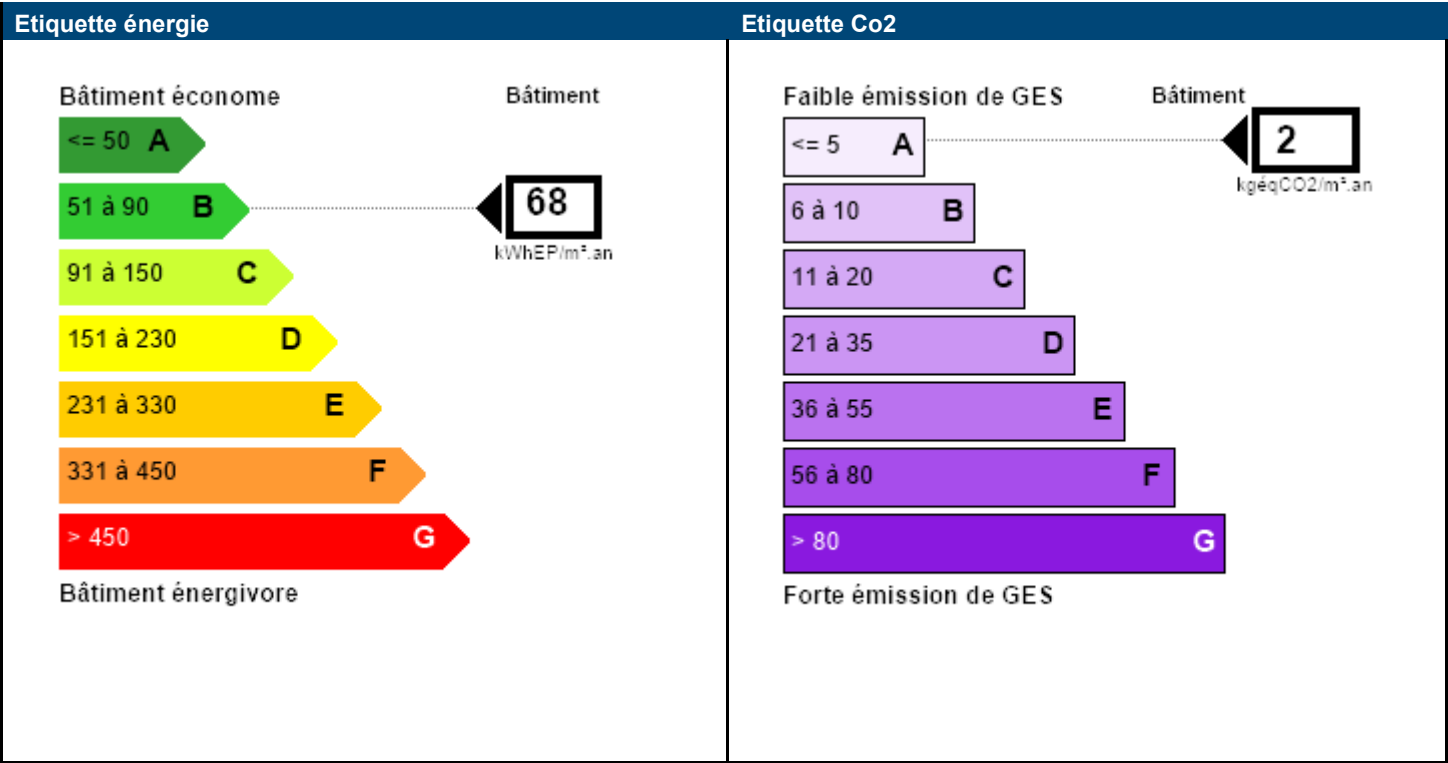 Etiquette énergie
Bâtiment économe
Bâtiment
<= 50 A
51 à 90 B
68
kWhEP/m².an
91 à 150 C
151 à 230 D
231 à 330 E
331 à 450 F
> 450 G
Bâtiment énergivore
Etiquette Co2
Faible émission de GES
Bâtiment
<= 5 A
2
kgéqCO2/m².an
6 à 10 B
11 à 20 C
21 à 35 D
36 à 55 E
56 à 80 F
> 80 G
Forte émission de GES